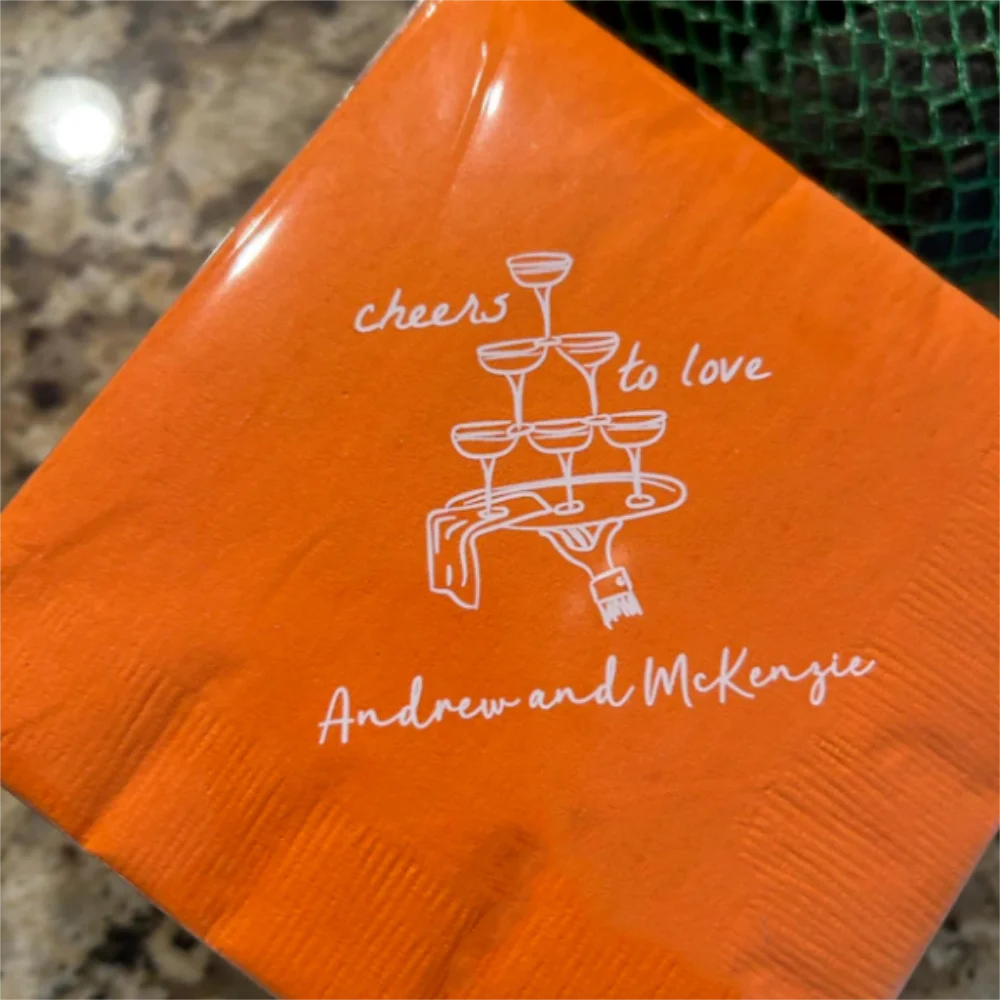 cheers
to love
Andrew and McKenzie